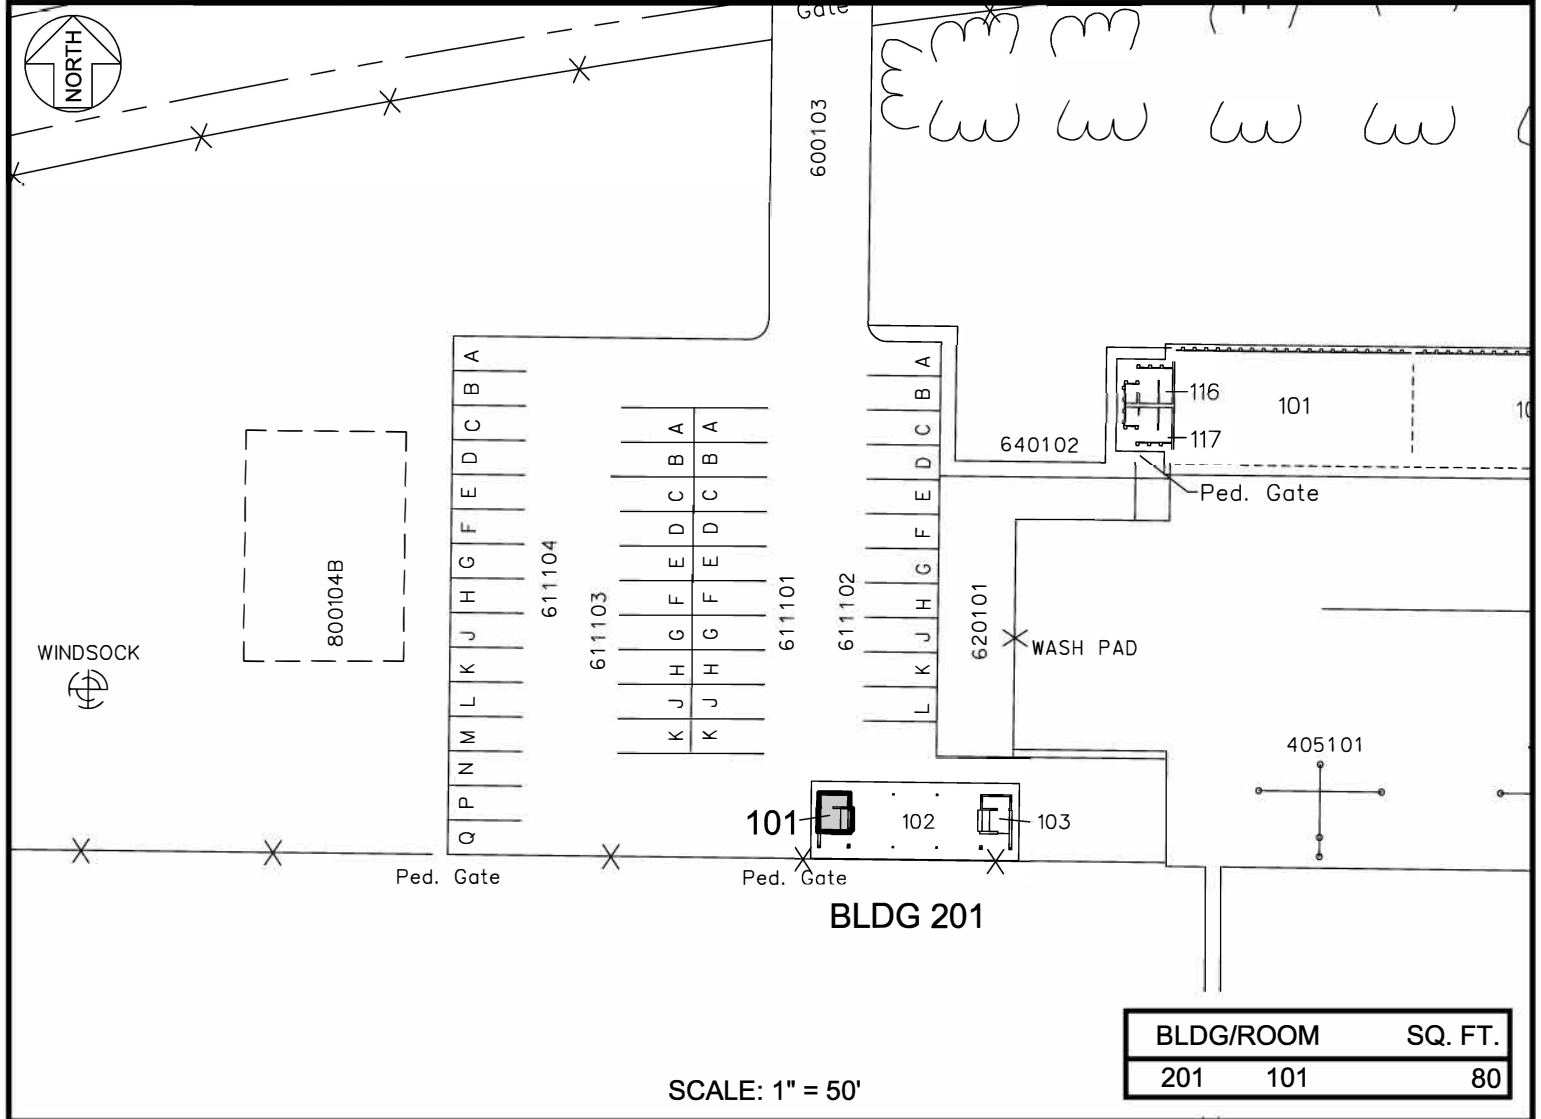 Gate
NORTH
600103
A
B
C
D
E
F
G
H
J
K
L
M
N
P
Q
611104
611103
A
B
C
D
E
F
G
H
J
K
A
B
C
D
E
F
G
H
J
K
611101
611102
A
B
C
D
E
F
G
H
J
K
L
640102
116
117
101
10
Ped. Gate
800104B
WINDSOCK
620101
WASH PAD
405101
101
102
103
Ped. Gate
Ped. Gate
BLDG 201
BLDG/ROOM SQ. FT.
201 101 80
SCALE: 1" = 50'